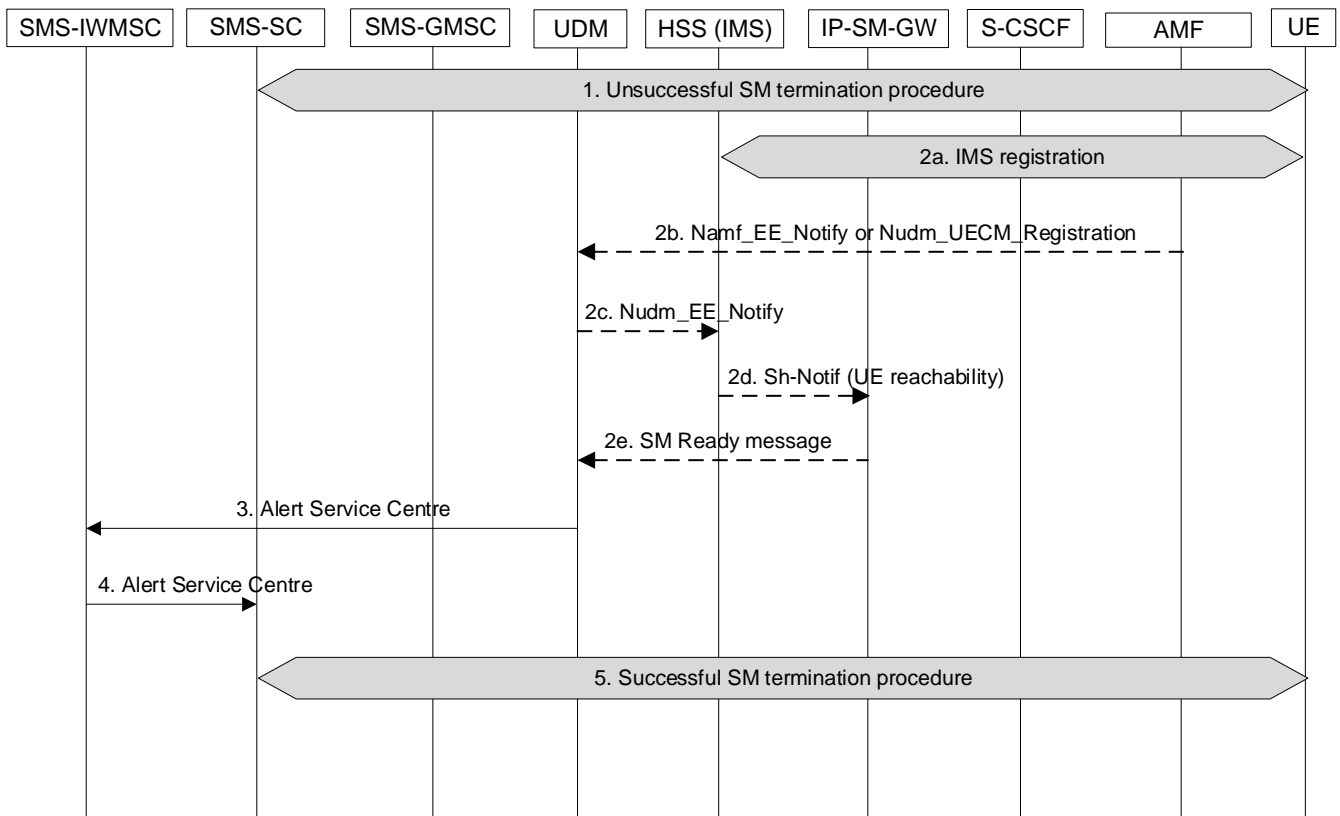 SMS-IWMSC SMS-SC SMS-GMSC UDM HSS (IMS) IP-SM-GW S-CSCF AMF UE
1. Unsuccessful SM termination procedure
2a. IMS registration
2b. Namf_EE_Notify or Nudm_UECM_Registration
2c. Nudm_EE_Notify
2d. Sh-Notif (UE reachability)
2e. SM Ready message
3. Alert Service Centre
4. Alert Service Centre
5. Successful SM termination procedure